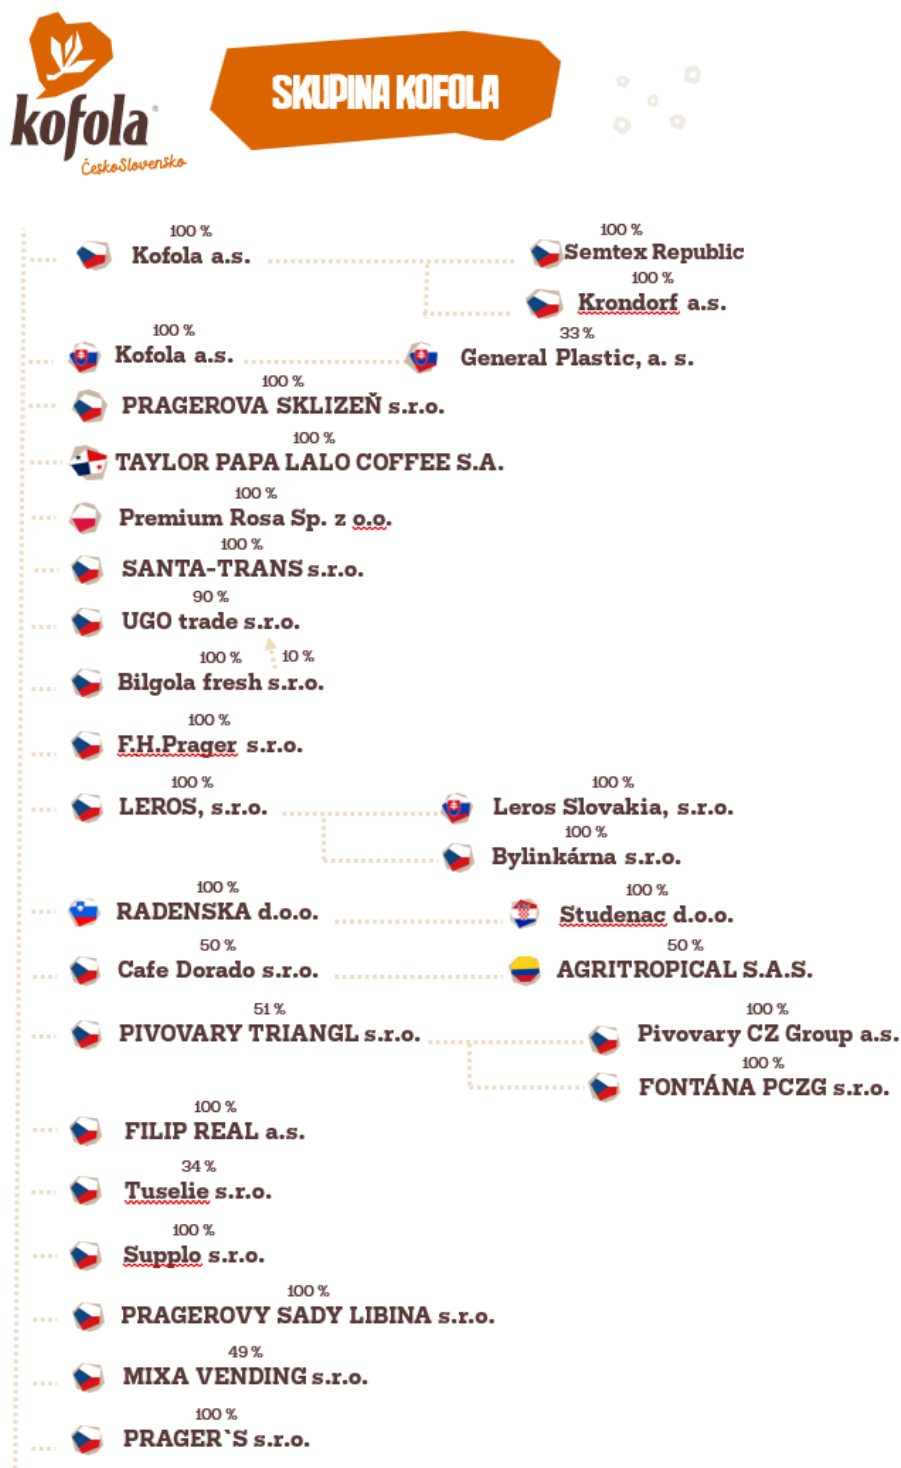 kofola
ČeskoSlovensko
SKUPINA KOFOLA
100 %
Kofola a.s.
100 %
Semtex Republic
100 %
Krondorf a.s.
100 %
Kofola a.s.
33 %
General Plastic, a. s.
100 %
PRAGEROVA SKLIZEŇ s.r.o.
100 %
TAYLOR PAPA LALO COFFEE S.A.
100 %
Premium Rosa Sp. z o.o.
100 %
SANTA-TRANS s.r.o.
90 %
UGO trade s.r.o.
100 %
10 %
Bilgola fresh s.r.o.
100 %
F.H.Prager s.r.o.
100 %
LEROS, s.r.o.
100 %
Leros Slovakia, s.r.o.
100 %
Bylinkárna s.r.o.
100 %
RADENSKA d.o.o.
100 %
Studenac d.o.o.
50 %
Cafe Dorado s.r.o.
50 %
AGRITROPICAL S.A.S.
51 %
PIVOVARY TRIANGL s.r.o.
100 %
Pivovary CZ Group a.s.
100 %
FONTÁNA PCZG s.r.o.
100 %
FILIP REAL a.s.
34 %
Tuselie s.r.o.
100 %
Supplo s.r.o.
100 %
PRAGEROVY SADY LIBINA s.r.o.
49 %
MIXA VENDING s.r.o.
100 %
PRAGER`S s.r.o.